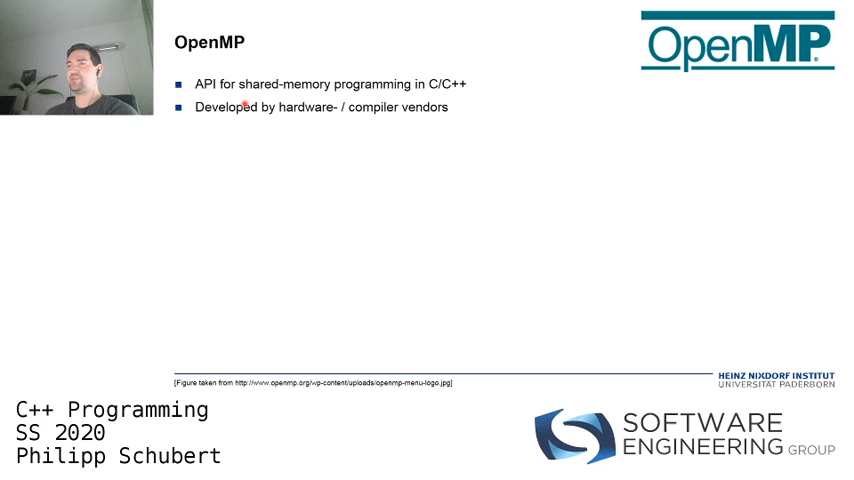 OpenMP
OpenMP
API for shared-memory programming in C/C++
Developed by hardware- / compiler vendors
HEINZ NIXDORF INSTITUT
UNIVERSITÄT PADERBORN
[Figure taken from http://www.openmp.org/wp-content/uploads/openmp-menu-logo.jpg]
C++ Programming
SS 2020
Philipp Schubert
SOFTWARE
ENGINEERING GROUP